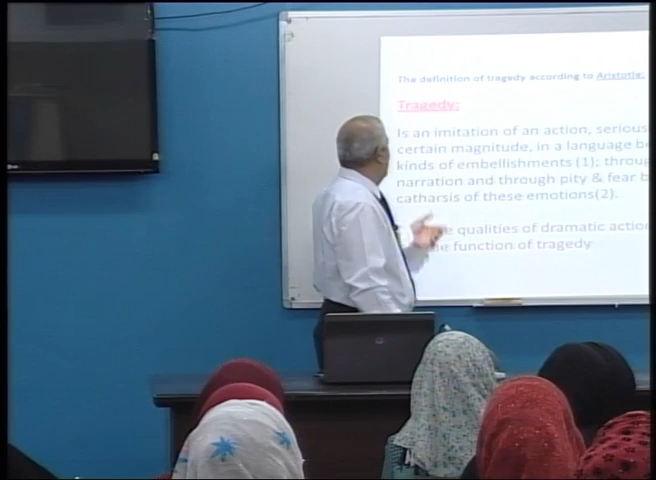 The definition of tragedy according to Aristotle:
Tragedy:
Is an imitation of an action, serious
certain magnitude, in a language
kinds of embellishments (1); throu
narration and through pity & fear b
catharsis of these emotions(2).
qualities of dramatic action
function of tragedy